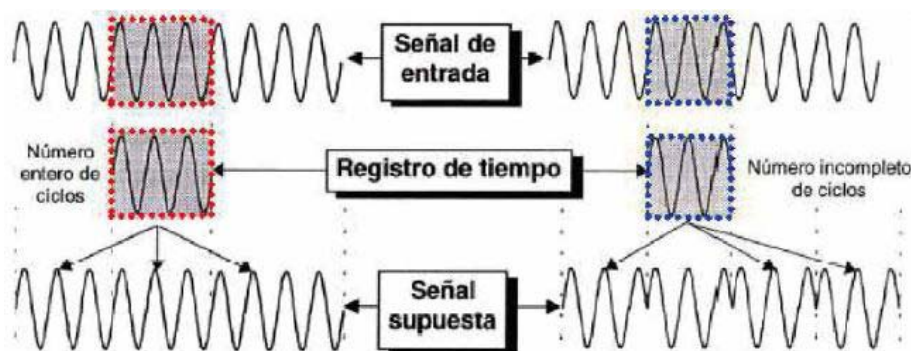 Señal de
entrada
Número
entero de
ciclos
Registro de tiempo
Número incompleto
de ciclos
Señal
supuesta